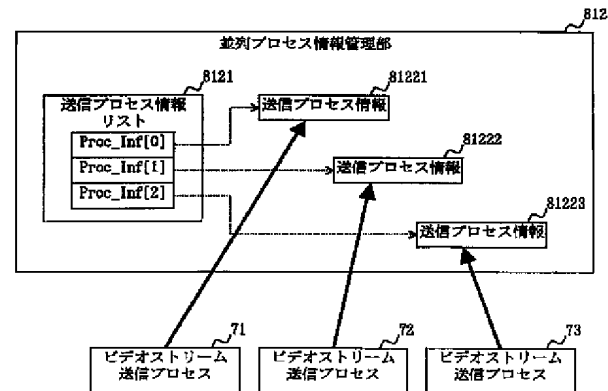 812
並列プロセス情報管理部
8121
送信プロセス情報
リスト
Proc_Inf[0]
Proc_Inf[1]
Proc_Inf[2]
81221
送信プロセス情報
81222
送信プロセス情報
81223
送信プロセス情報
71
ビデオストリーム
送信プロセス
72
ビデオストリーム
送信プロセス
73
ビデオストリーム
送信プロセス